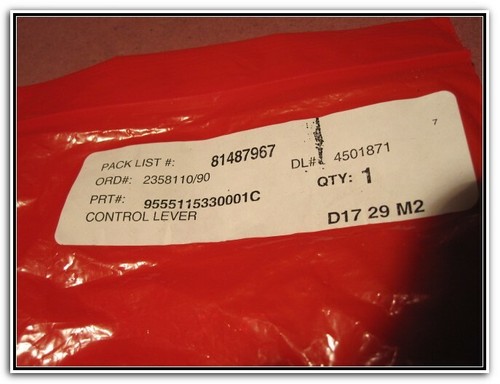 7
PACK LIST #: 81487967 DL# 4501871
ORD#: 2358110/90 QTY: 1
PRT#: 9555115330001C
CONTROL LEVER D17 29 M2